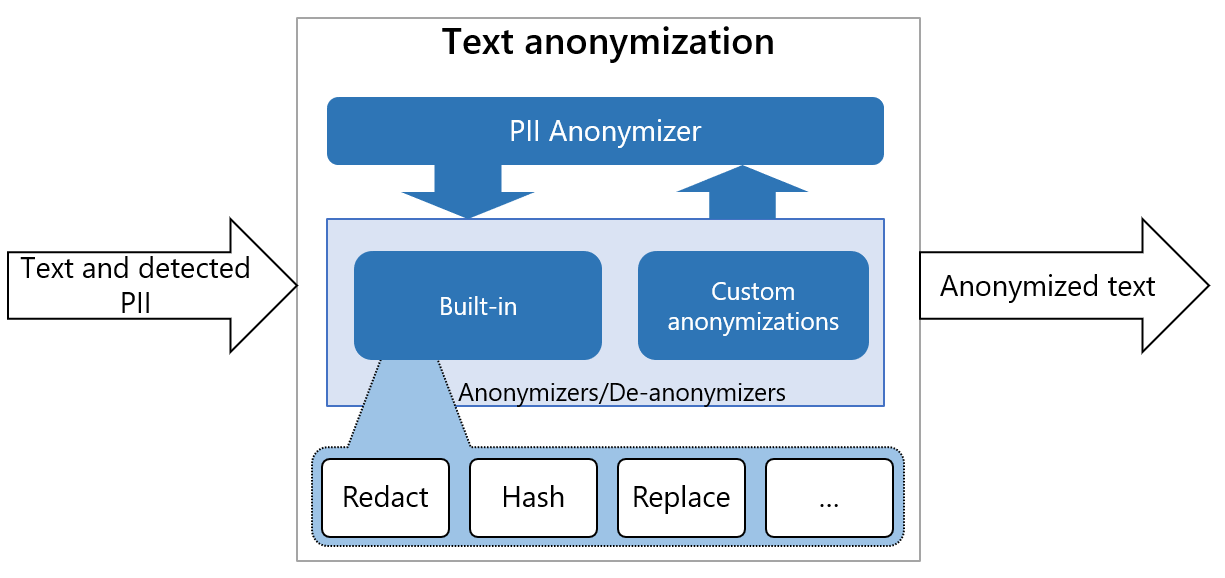 Text anonymization
PII Anonymizer
Text and detected
PII
Built-in
Custom
anonymizations
Anonymized text
Anonymizers/De-anonymizers
Redact
Hash
Replace
...